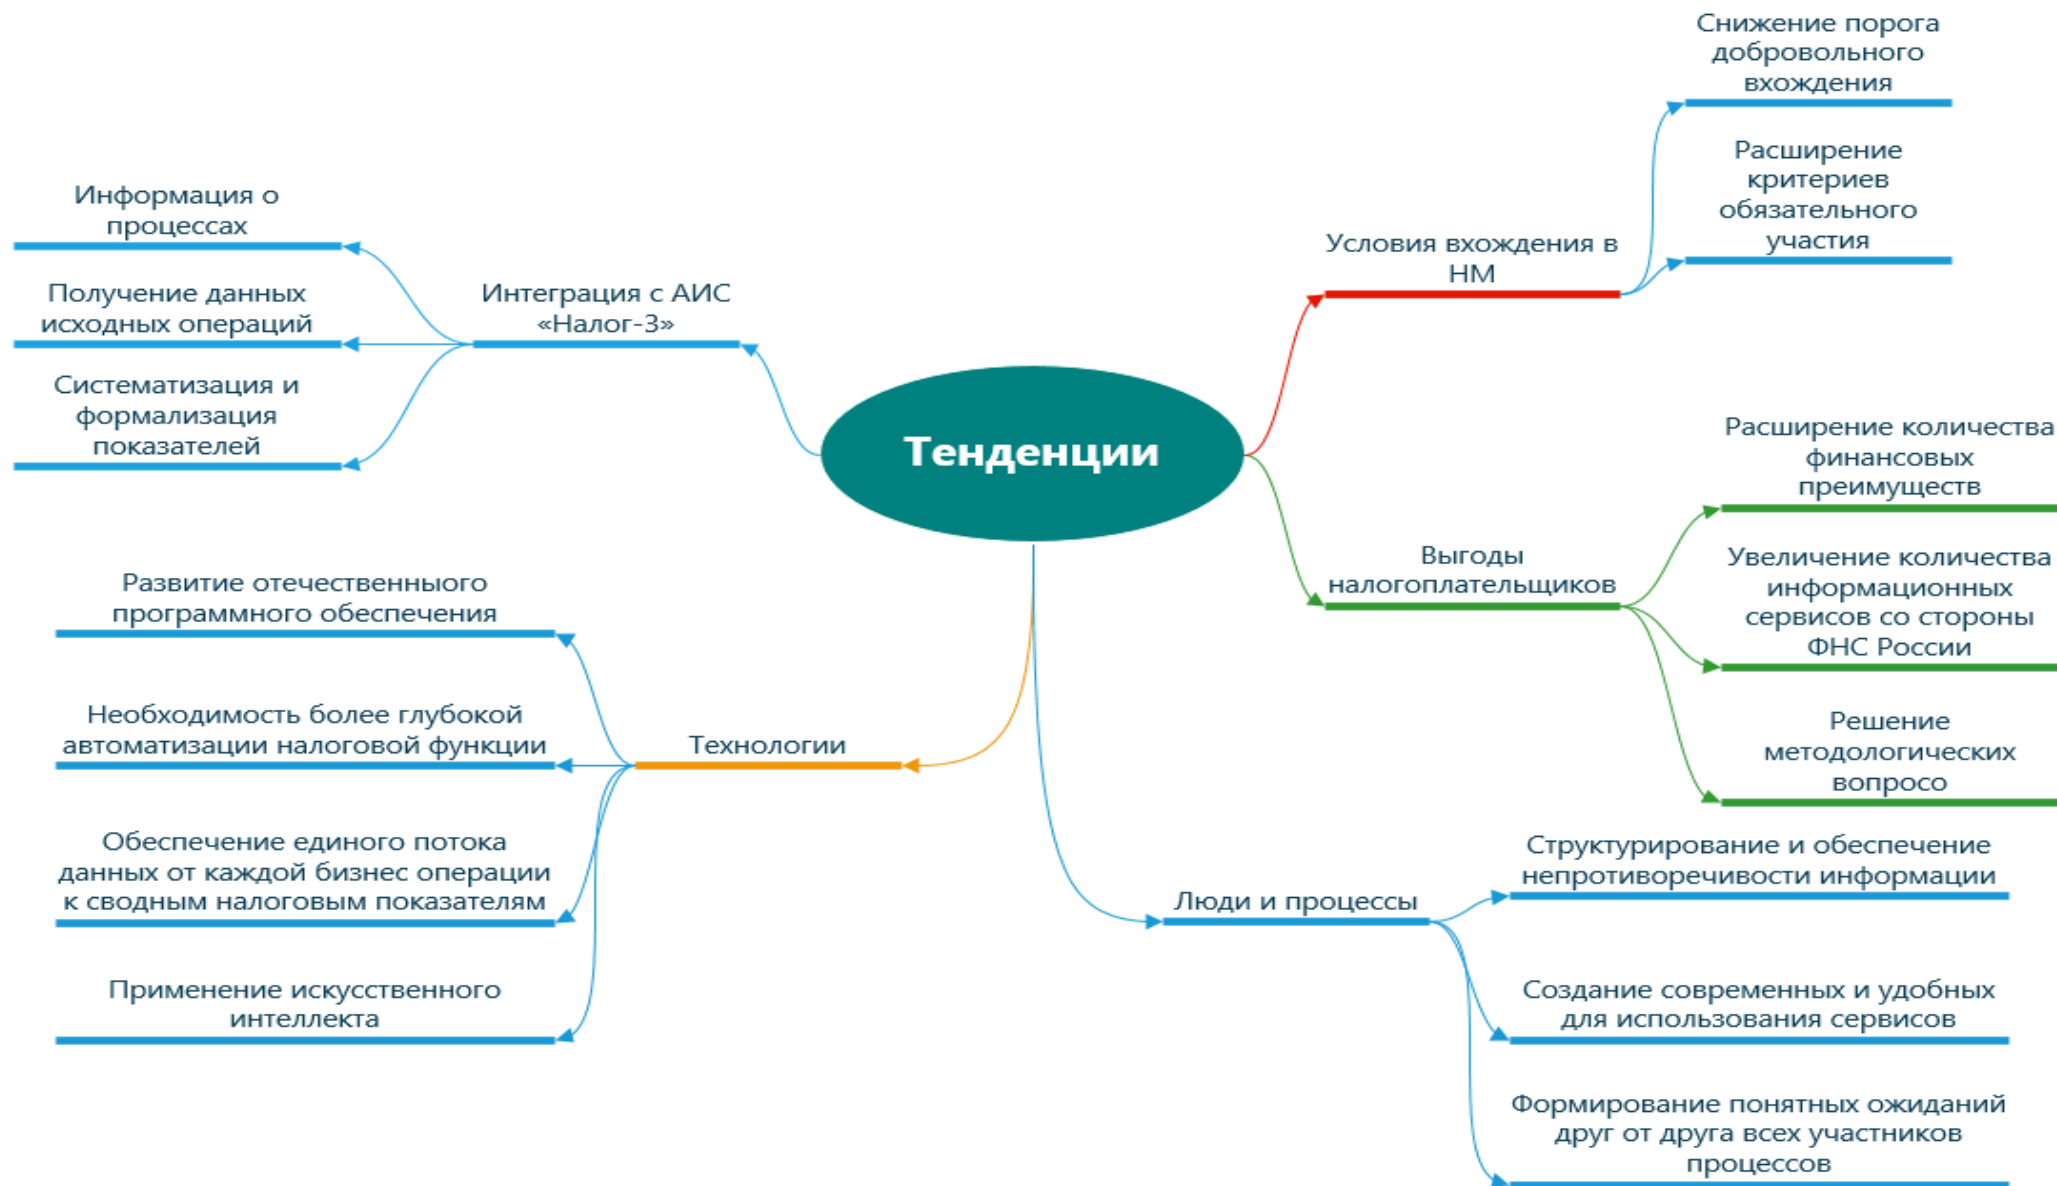 Тенденции
Условия вхождения в
НМ
Снижение порога
добровольного
вхождения
Расширение
критериев
обязательного
участия
Выгоды
налогоплательщиков
Расширение количества
финансовых
преимуществ
Увеличение количества
информационных
сервисов со стороны
ФНС России
Решение
методологических
вопросо
Люди и процессы
Структурирование и обеспечение
непротиворечивости информации
Создание современных и удобных
для использования сервисов
Формирование понятных ожиданий
друг от друга всех участников
процессов
Технологии
Развитие отечественныого
программного обеспечения
Необходимость более глубокой
автоматизации налоговой функции
Обеспечение единого потока
данных от каждой бизнес операции
к сводным налоговым показателям
Применение искусственного
интеллекта
Интеграция с АИС
«Налог-3»
Информация о
процессах
Получение данных
исходных операций
Систематизация и
формализация
показателей